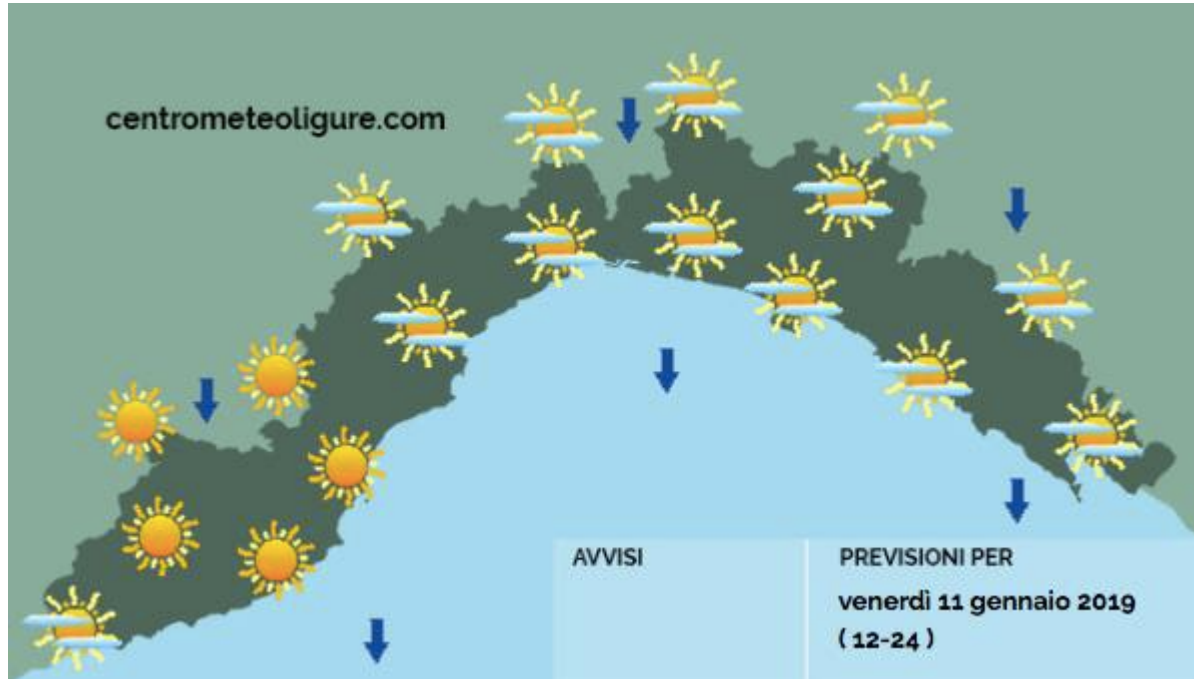 centrometeoligure.com
AVVISI
PREVISIONI PER
venerdì 11 gennaio 2019
( 12-24 )